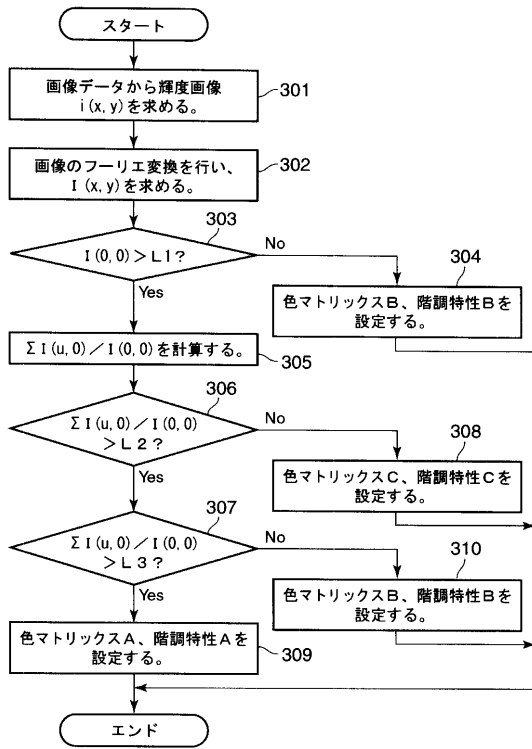 スタート
画像データから輝度画像
i(x,y)を求める。
301
画像のフーリエ変換を行い、
I(x,y)を求める。
302
303
I(0,0)>L1?
No
Yes
304
色マトリックスB、階調特性Bを
設定する。
ΣI(u,0)/I(0,0)を計算する。
305
306
ΣI(u,0)/I(0,0)
>L2?
No
Yes
308
色マトリックスC、階調特性Cを
設定する。
307
ΣI(u,0)/I(0,0)
>L3?
No
Yes
310
色マトリックスB、階調特性Bを
設定する。
色マトリックスA、階調特性Aを
設定する。
309
エンド